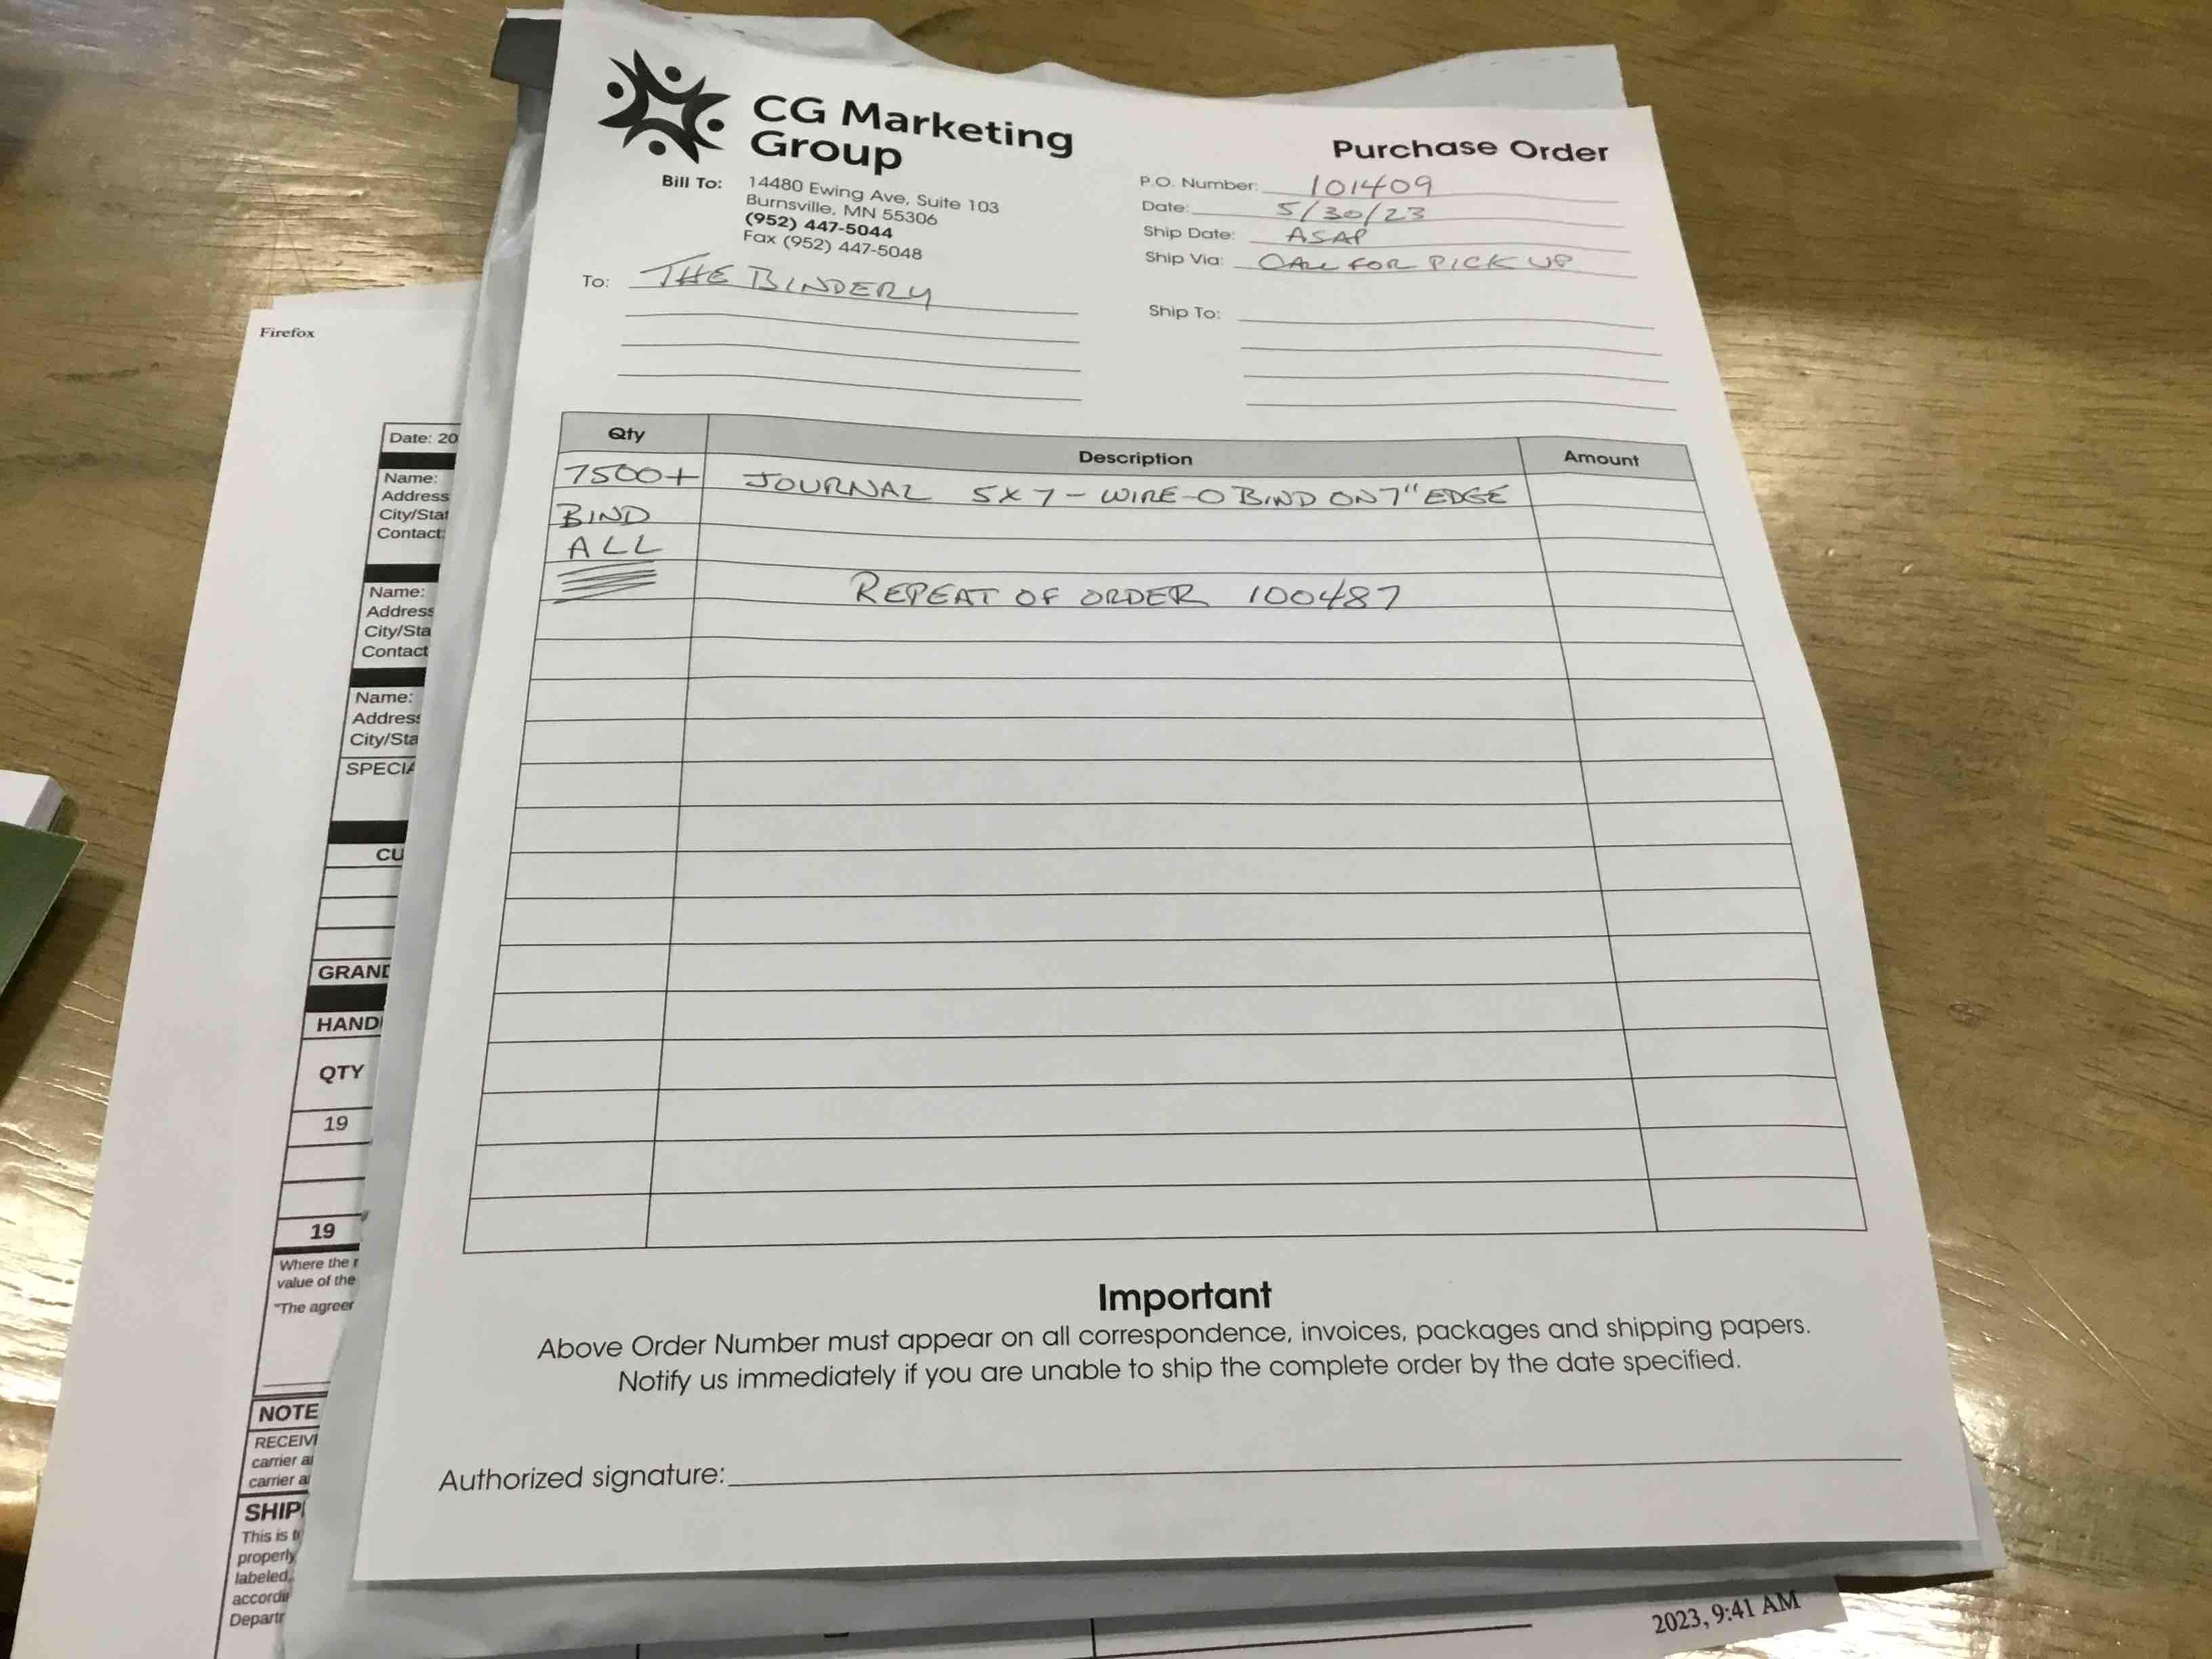 CG Marketing
Group
Purchase Order
Bill To: 14480 Ewing Ave, Suite 103
Burnsville, MN 55306
(952) 447-5044
Fax (952) 447-5048
P.O. Number: 101409
Date: 5/30/23
Ship Date: ASAP
Ship Via: CALL FOR PICK UP
To: THE BINDERY
Ship To:
Qty Description Amount
7500+ JOURNAL 5X7 - WIRE-O BIND ON 7" EDGE
BIND
ALL
REPEAT OF ORDER 100487
Important
Above Order Number must appear on all correspondence, invoices, packages and shipping papers.
Notify us immediately if you are unable to ship the complete order by the date specified.
Authorized signature:
Firefox
Date: 20
Name:
Address
City/Stat
Contact:
Name:
Address
City/Sta
Contact
Name:
Address
City/Sta
SPECIA
CU
GRAND
HAND
QTY
19
19
Where the r
value of the
"The agreer
NOTE
RECEIV
carrier a
carrier a
SHIP
This is t
properly
labeled,
accordi
Departr
2023, 9:41 AM